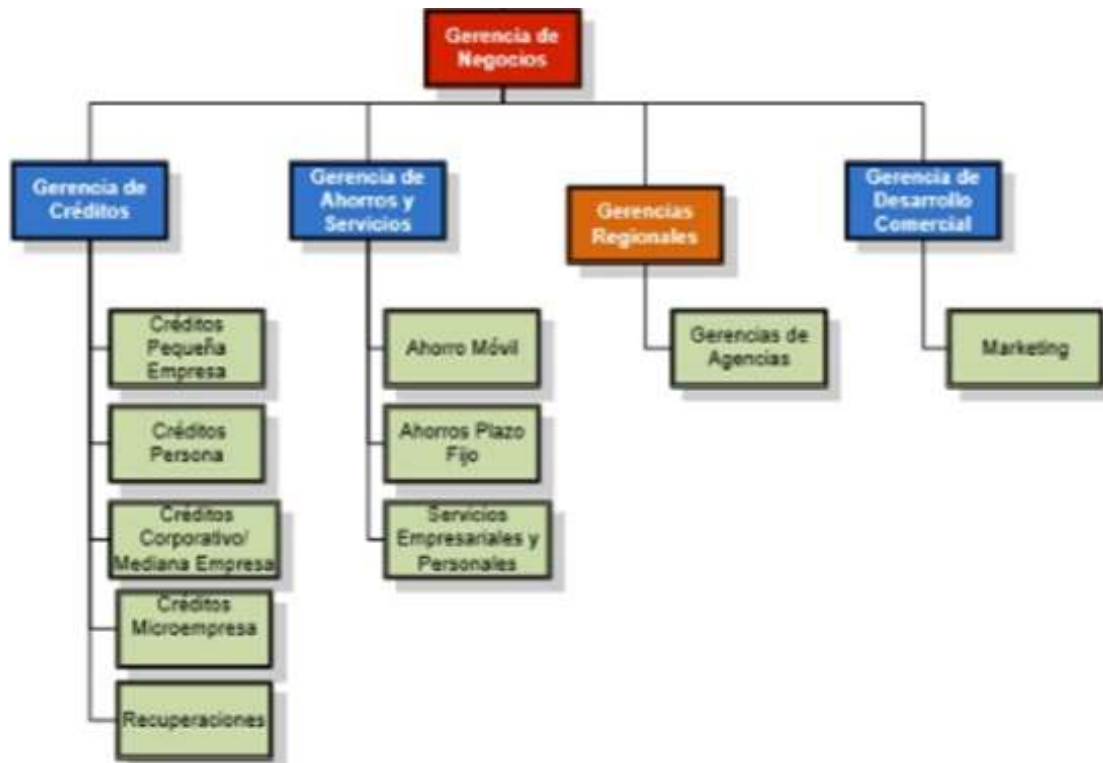 Gerencia de
Negocios
Gerencia de
Créditos
Gerencia de
Ahorros y
Servicios
Gerencias
Regionales
Gerencia de
Desarrollo
Comercial
Créditos
Pequeña
Empresa
Créditos
Persona
Créditos
Corporativo/
Mediana Empresa
Créditos
Microempresa
Recuperaciones
Ahorro Móvil
Ahorros Plazo
Fijo
Servicios
Empresariales y
Personales
Gerencias de
Agencias
Marketing